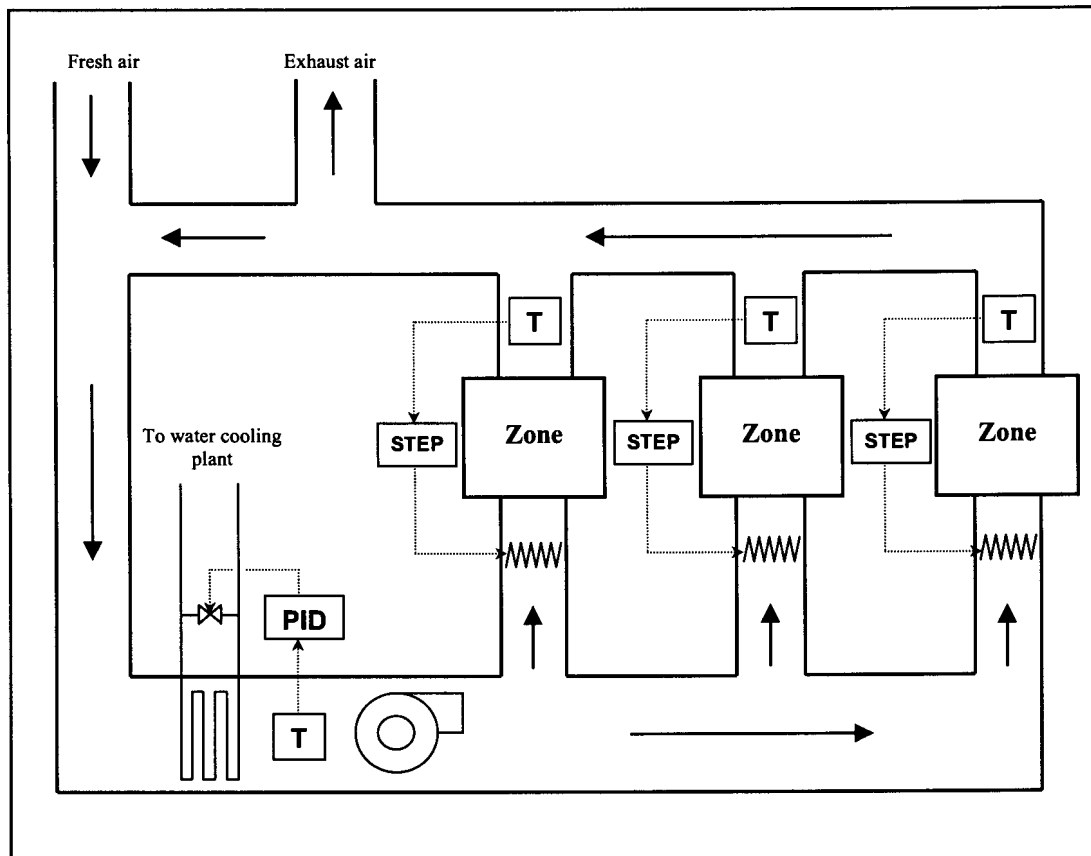 Fresh air
Exhaust air
T
T
T
To water cooling
plant
STEP
Zone
STEP
Zone
STEP
Zone
PID
T